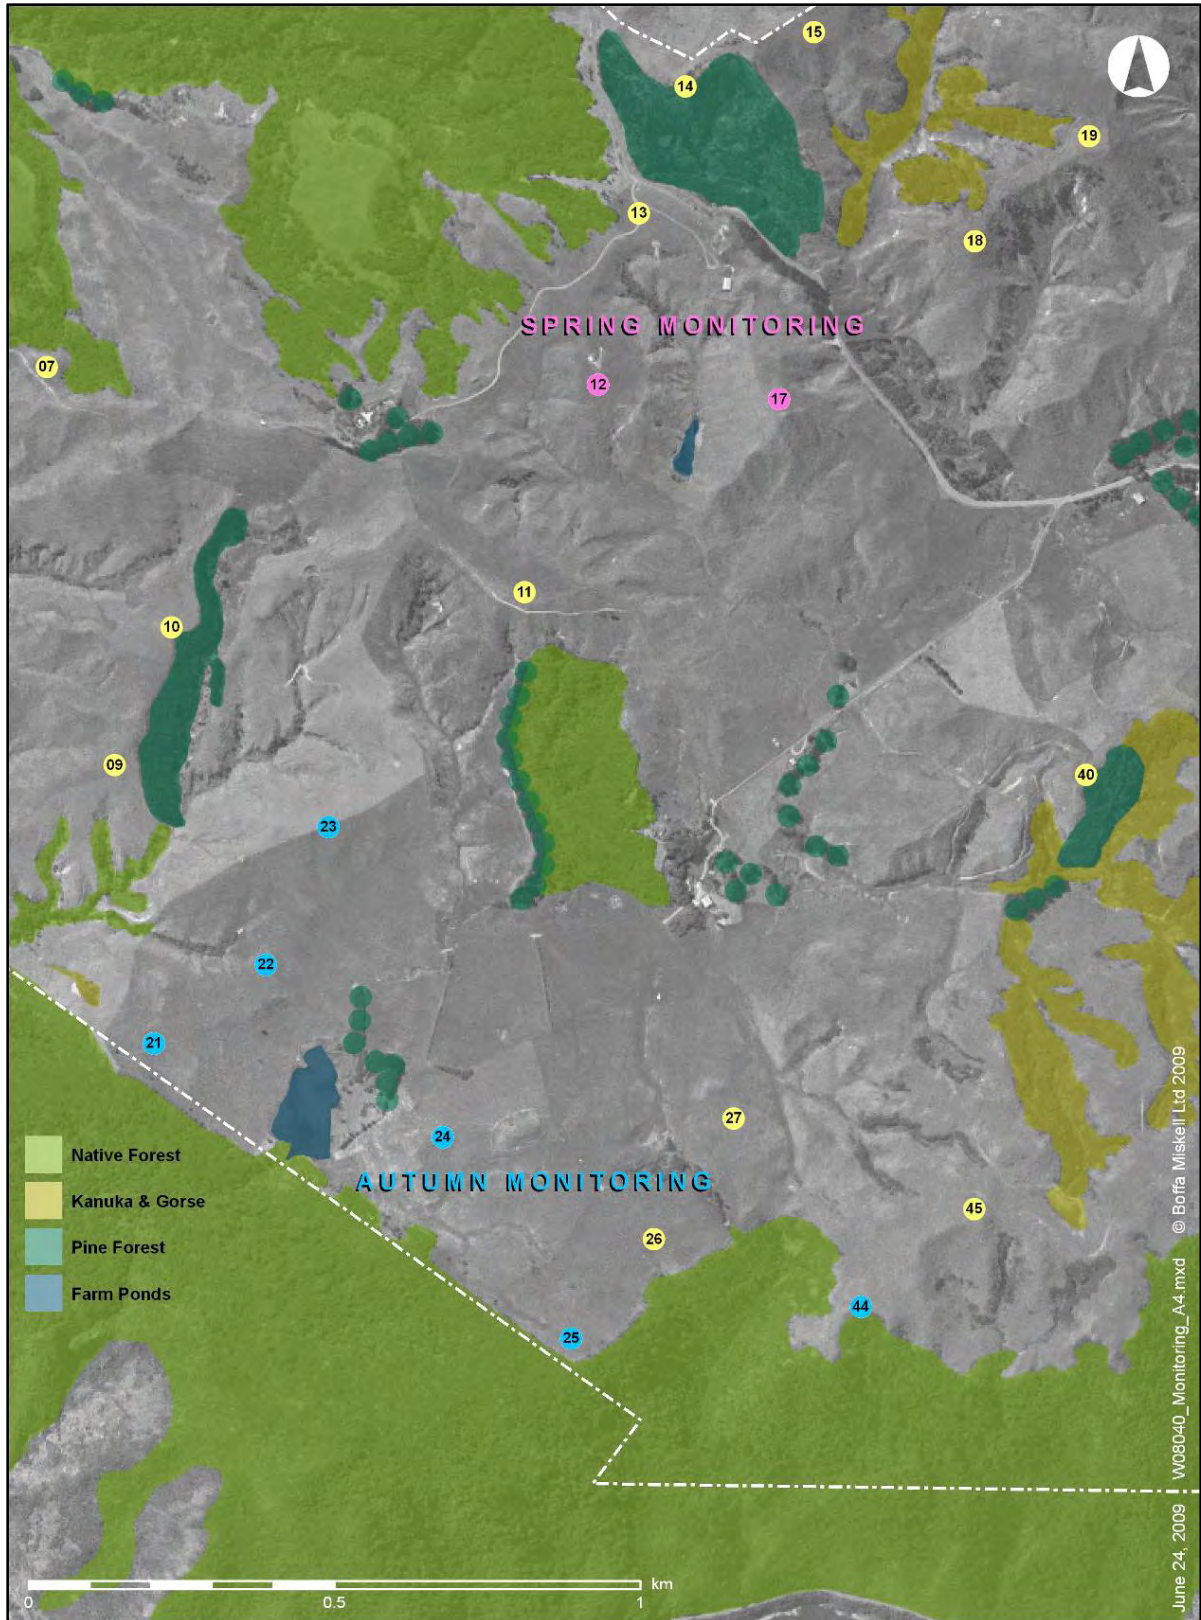 15
14
19
13
18
SPRING MONITORING
07
12
17
11
10
09
40
23
22
21
27
24
AUTUMN MONITORING
45
26
44
25
Native Forest
Kanuka & Gorse
Pine Forest
Farm Ponds
km
0 0.5 1
June 24, 2009 W08040_Monitoring_A4.mxd © Boffa Miskell Ltd 2009